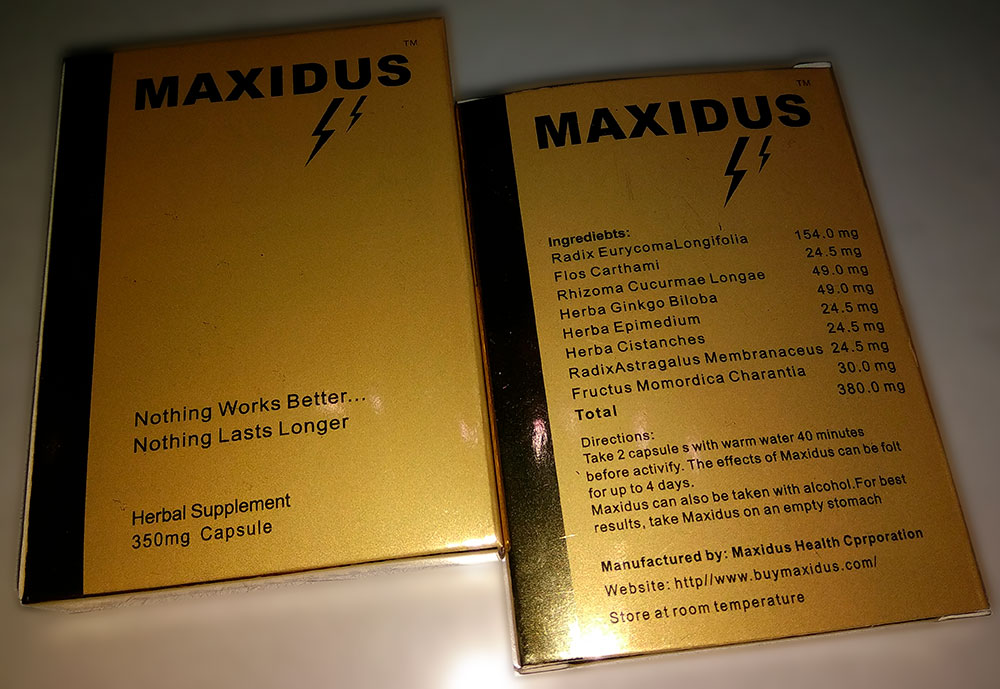 MAXIDUS™
Nothing Works Better...
Nothing Lasts Longer
Herbal Supplement
350mg Capsule
MAXIDUS™
Ingrediebts:
Radix EurycomaLongifolia 154.0 mg
Flos Carthami 24.5 mg
Rhizoma Cucurmae Longae 49.0 mg
Herba Ginkgo Biloba 49.0 mg
Herba Epimedium 24.5 mg
Herba Cistanches 24.5 mg
RadixAstragalus Membranaceus 24.5 mg
Fructus Momordica Charantia 30.0 mg
Total 380.0 mg
Directions:
Take 2 capsule s with warm water 40 minutes
before activify. The effects of Maxidus can be folt
for up to 4 days.
Maxidus can also be taken with alcohol.For best
results, take Maxidus on an empty stomach
Manufactured by: Maxidus Health Cprporation
Website: http//www.buymaxidus.com/
Store at room temperature